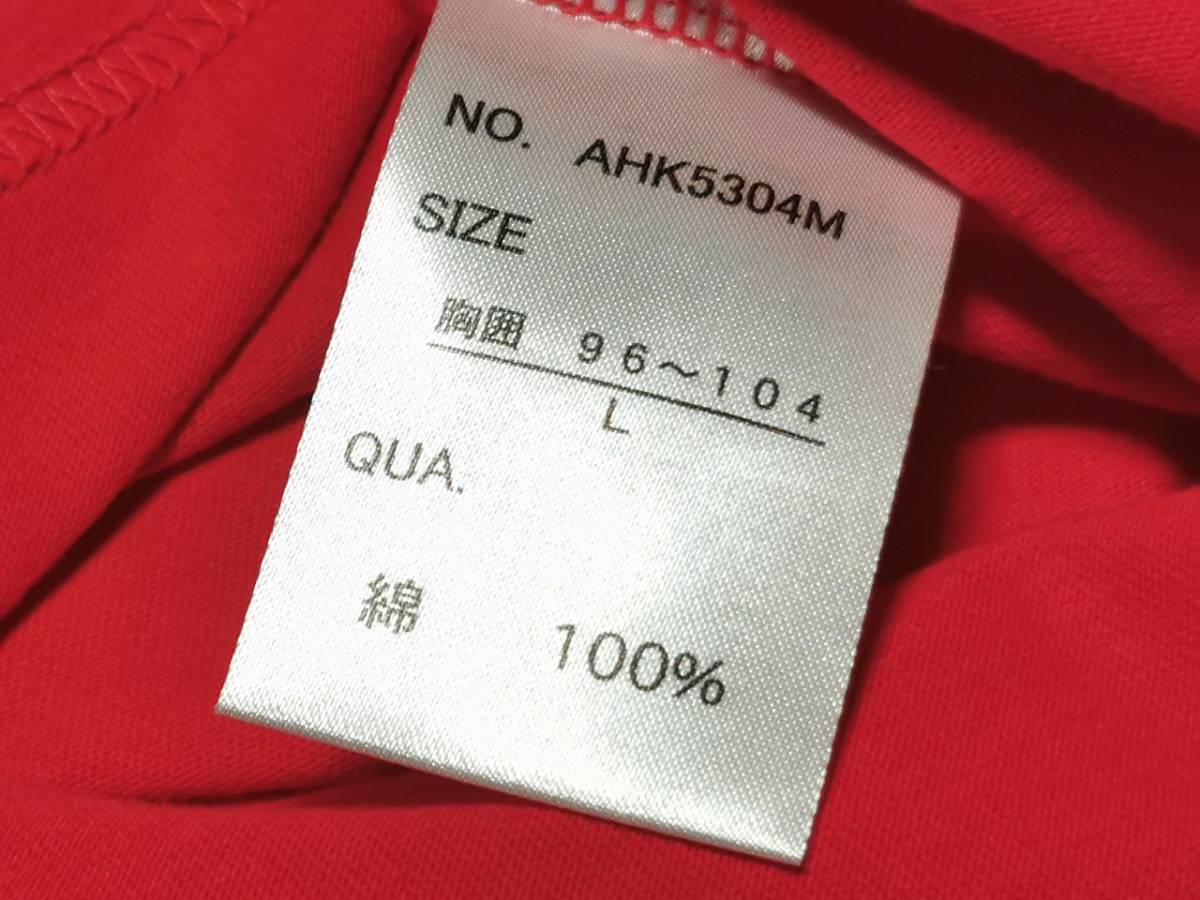 NO. AHK5304M
SIZE
胸囲 96～104
L
QUA.
綿 100%